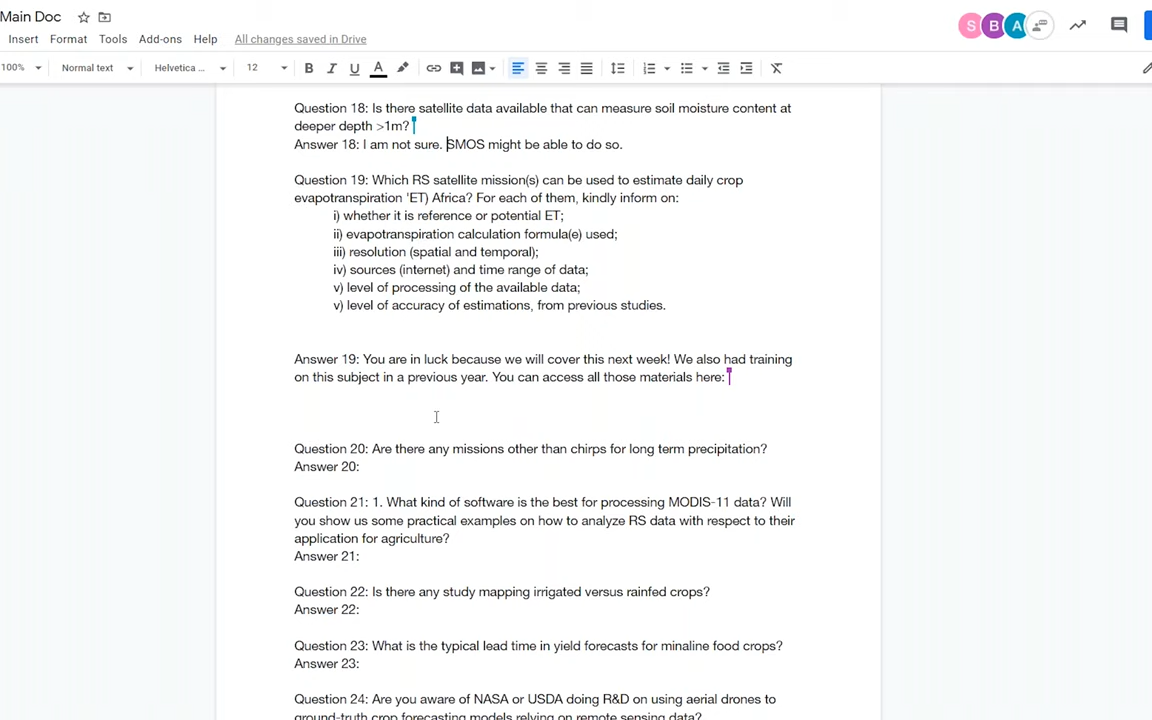 Main Doc
S B A
Insert Format Tools Add-ons Help All changes saved in Drive
100% Normal text Helvetica ... 12 B I U A
Question 18: Is there satellite data available that can measure soil moisture content at
deeper depth >1m?
Answer 18: I am not sure. SMOS might be able to do so.
Question 19: Which RS satellite mission(s) can be used to estimate daily crop
evapotranspiration 'ET) Africa? For each of them, kindly inform on:
i) whether it is reference or potential ET;
ii) evapotranspiration calculation formula(e) used;
iii) resolution (spatial and temporal);
iv) sources (internet) and time range of data;
v) level of processing of the available data;
v) level of accuracy of estimations, from previous studies.
Answer 19: You are in luck because we will cover this next week! We also had training
on this subject in a previous year. You can access all those materials here:
Question 20: Are there any missions other than chirps for long term precipitation?
Answer 20:
Question 21: 1. What kind of software is the best for processing MODIS-11 data? Will
you show us some practical examples on how to analyze RS data with respect to their
application for agriculture?
Answer 21:
Question 22: Is there any study mapping irrigated versus rainfed crops?
Answer 22:
Question 23: What is the typical lead time in yield forecasts for minaline food crops?
Answer 23:
Question 24: Are you aware of NASA or USDA doing R&D on using aerial drones to
ground-truth crop forecasting models relying on remote sensing data?